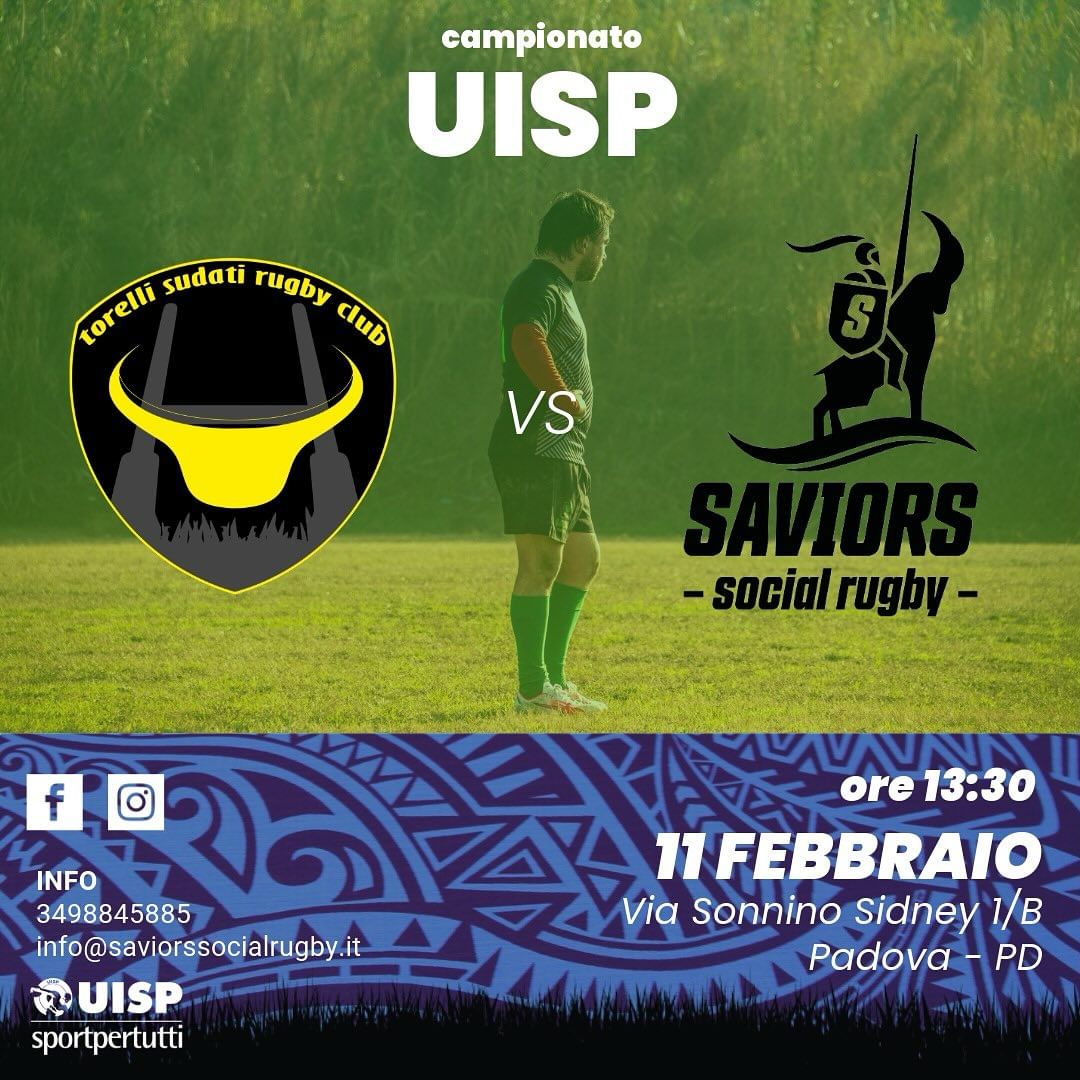 campionato
UISP
torelli sudati rugby club
VS
S
SAVIORS
- social rugby -
ore 13:30
11 FEBBRAIO
Via Sonnino Sidney 1/B
Padova - PD
INFO
3498845885
info@saviorssocialrugby.it
UISP
sportpertutti